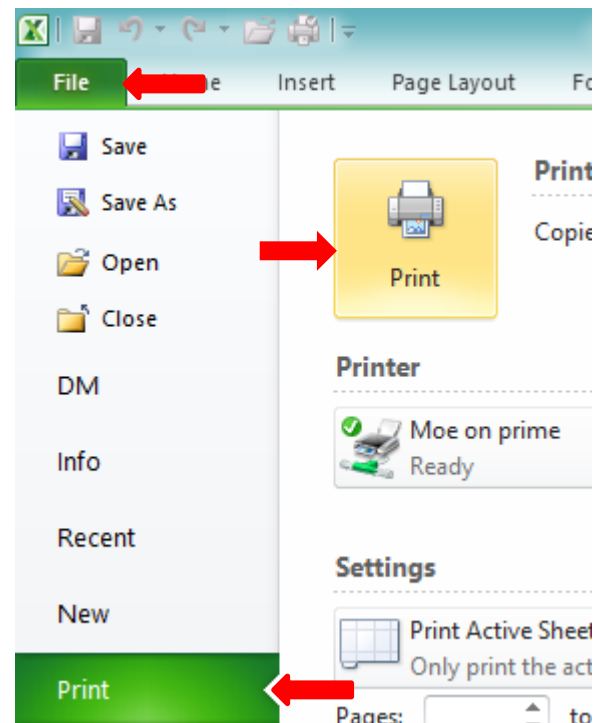 File
Insert
Page Layout
Save
Save As
Open
Close
DM
Info
Recent
New
Print
Print
Print
Printer
Moe on prime
Ready
Settings
Print Active Sheet
Only print the act
Pages:
to